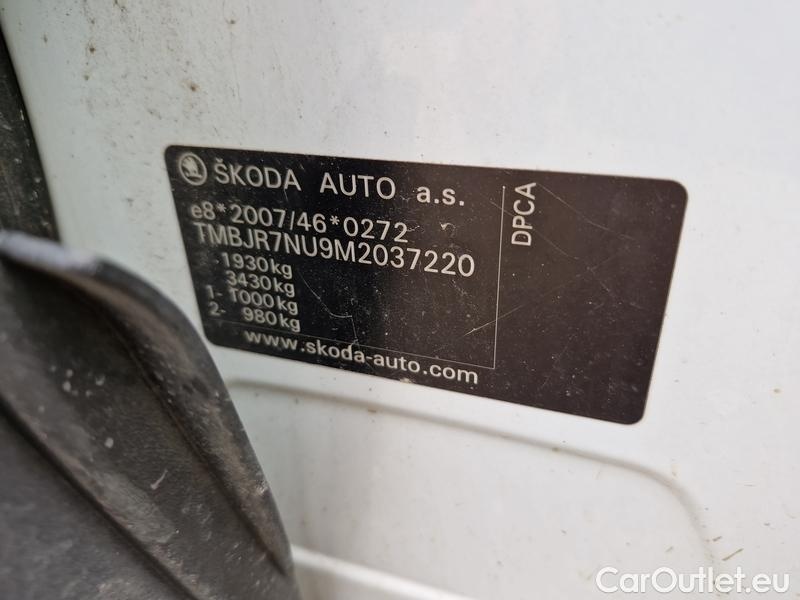 ŠKODA AUTO a.s.
e8*2007/46*0272
TMBJR7NU9M2037220
1930kg
3430kg
1- 1000kg
2- 980kg
www.skoda-auto.com
DPCA
CarOutlet.eu